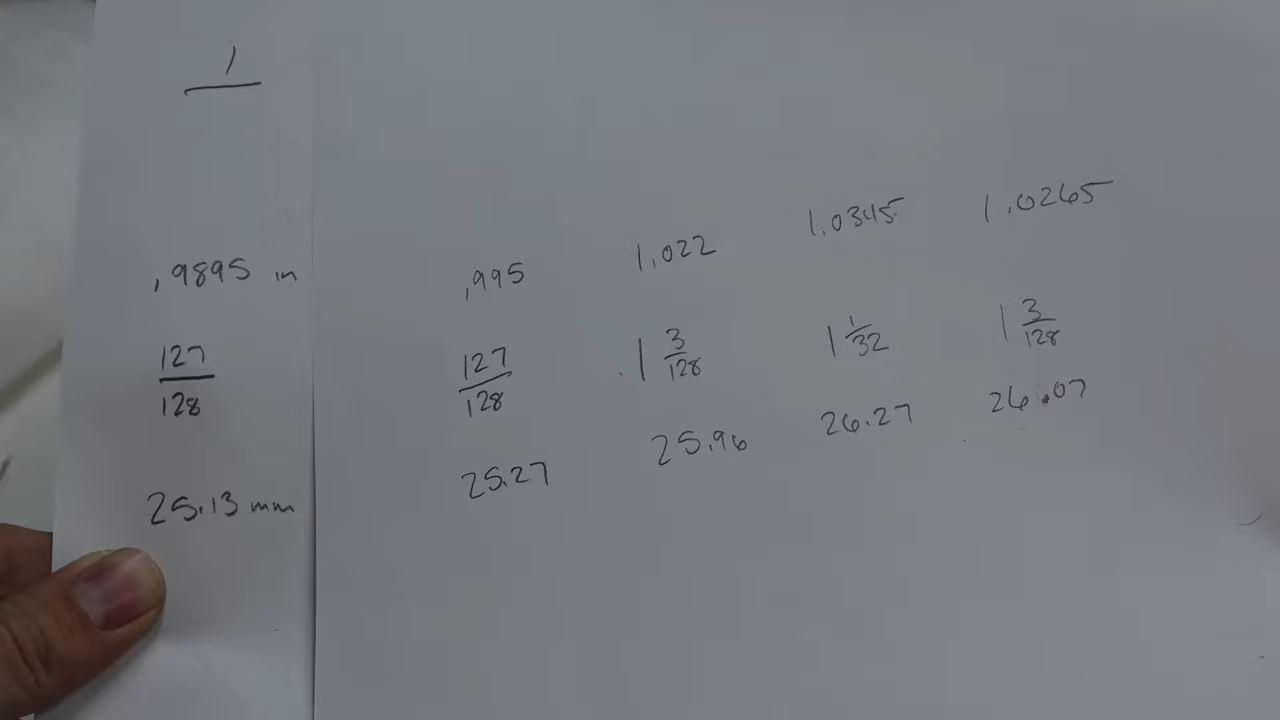 1
.9895 in .995 1.022 1.0345 1.0265
127/128 127/128 1 3/128 1 1/32 1 3/128
25.13 mm 25.27 25.96 26.27 26.07